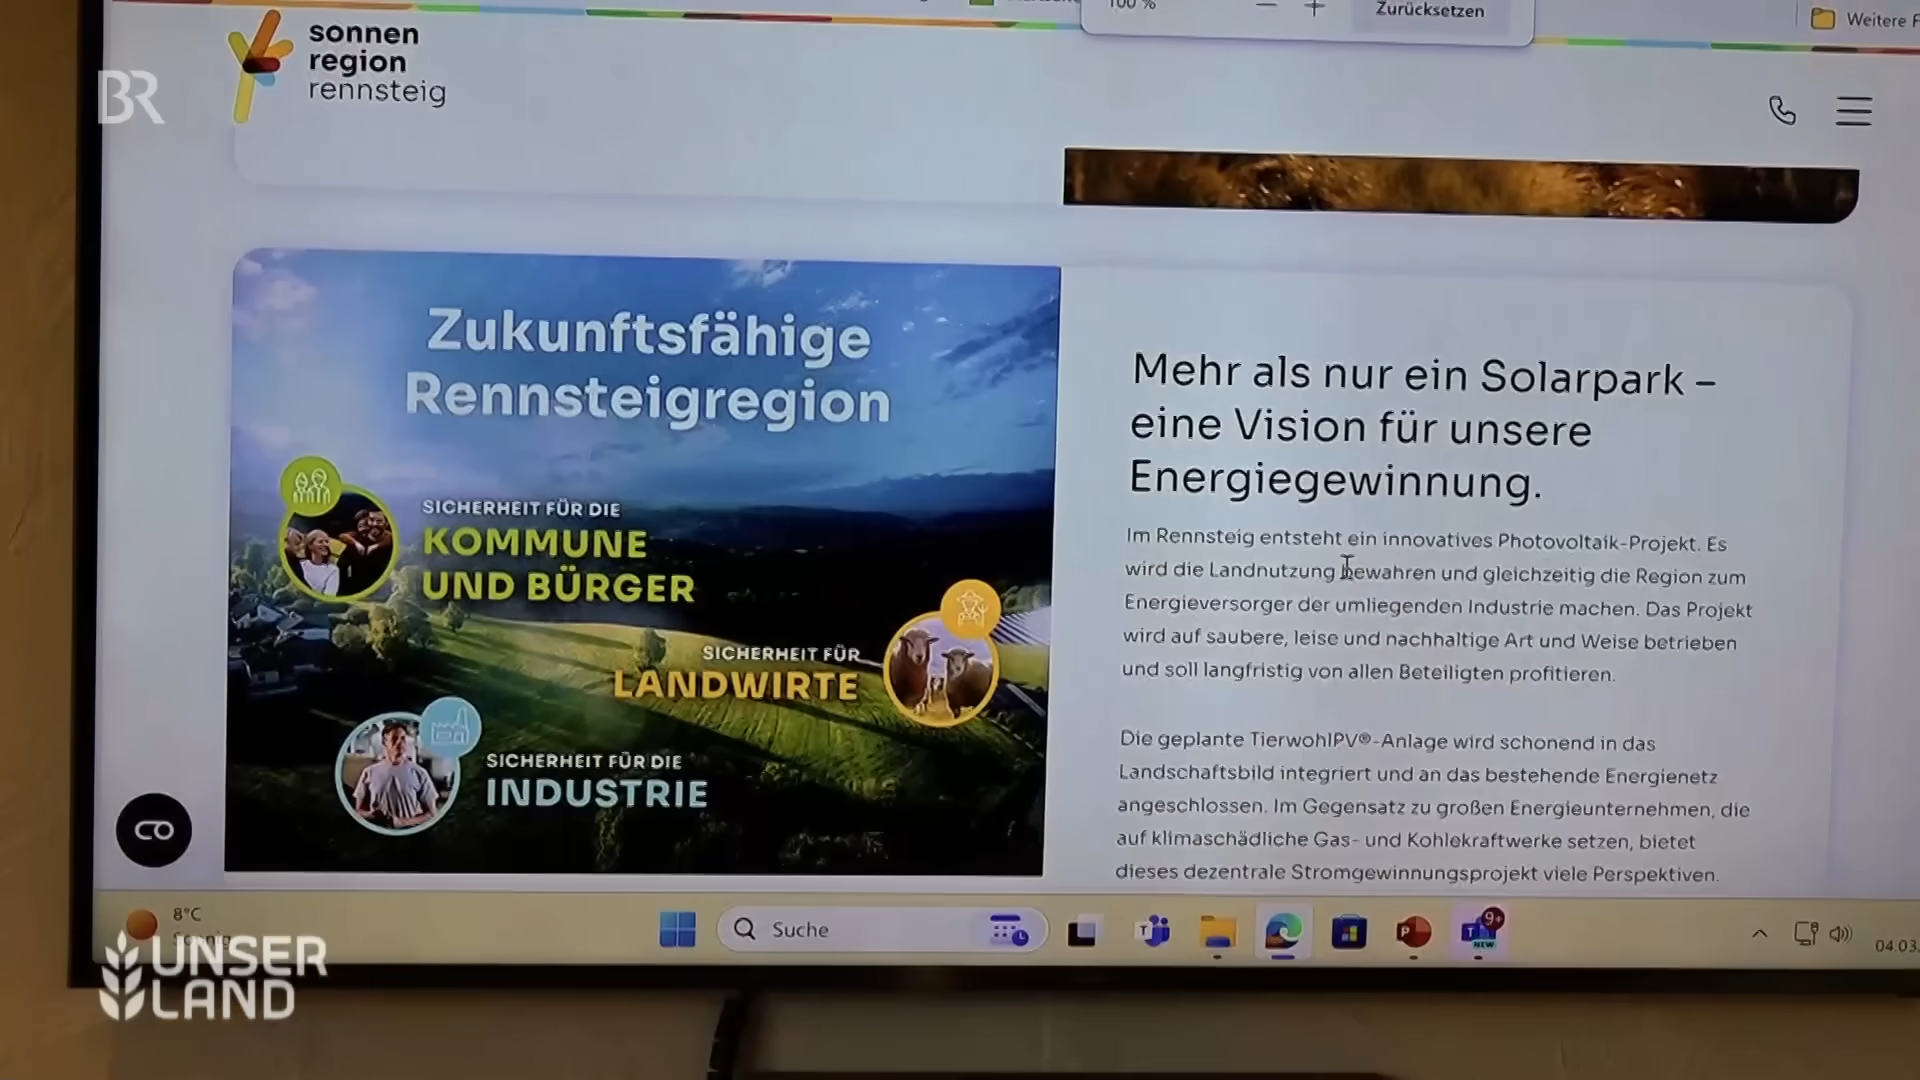 100 %
Zurücksetzen
Weitere F
sonnen
region
rennsteig
BR
Zukunftsfähige
Rennsteigregion
SICHERHEIT FÜR DIE
KOMMUNE
UND BÜRGER
SICHERHEIT FÜR
LANDWIRTE
SICHERHEIT FÜR DIE
INDUSTRIE
Mehr als nur ein Solarpark –
eine Vision für unsere
Energiegewinnung.
Im Rennsteig entsteht ein innovatives Photovoltaik-Projekt. Es
wird die Landnutzung bewahren und gleichzeitig die Region zum
Energieversorger der umliegenden Industrie machen. Das Projekt
wird auf saubere, leise und nachhaltige Art und Weise betrieben
und soll langfristig von allen Beteiligten profitieren.
Die geplante TierwohlPV®-Anlage wird schonend in das
Landschaftsbild integriert und an das bestehende Energienetz
angeschlossen. Im Gegensatz zu großen Energieunternehmen, die
auf klimaschädliche Gas- und Kohlekraftwerke setzen, bietet
dieses dezentrale Stromgewinnungsprojekt viele Perspektiven.
8°C
Suche
9+
NEW
04.03.
UNSER
LAND